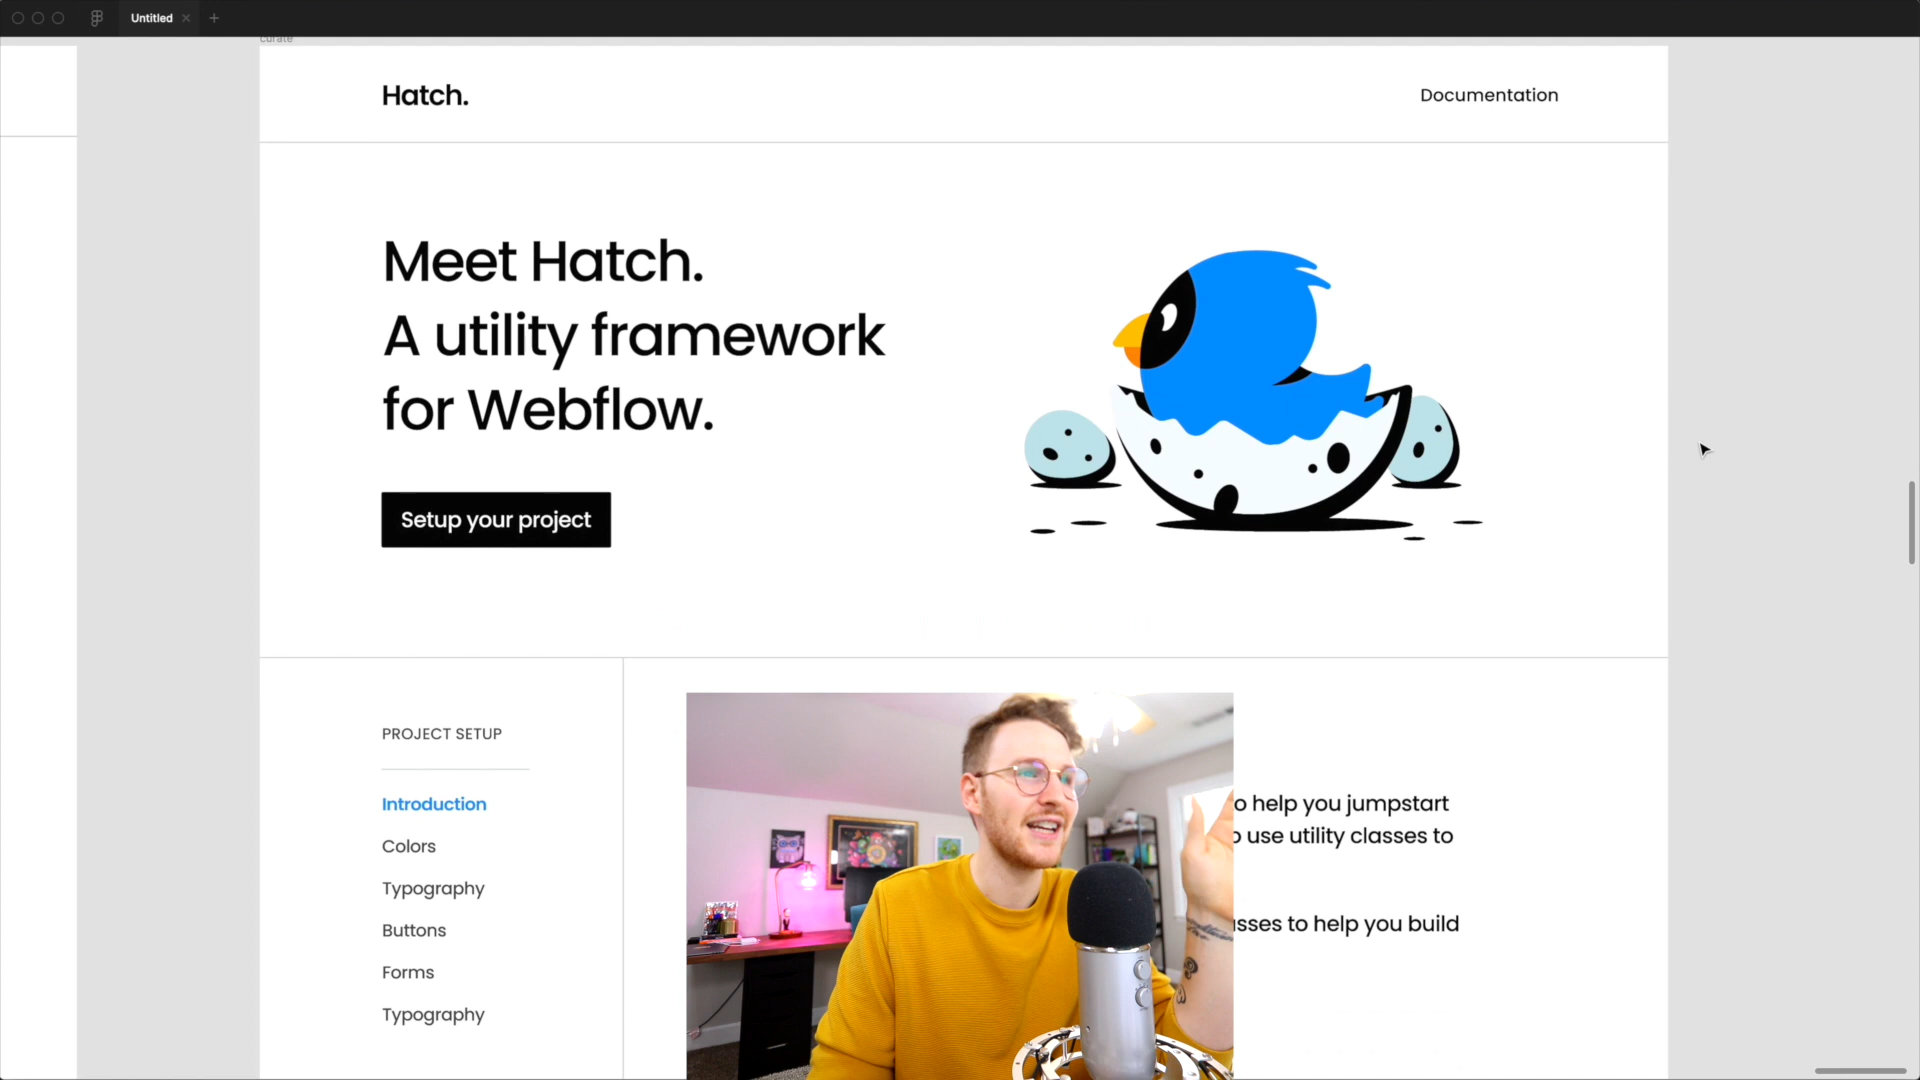 Untitled
curate
Hatch.
Documentation
Meet Hatch.
A utility framework
for Webflow.
Setup your project
PROJECT SETUP
Introduction
Colors
Typography
Buttons
Forms
Typography
o help you jumpstart
use utility classes to
sses to help you build